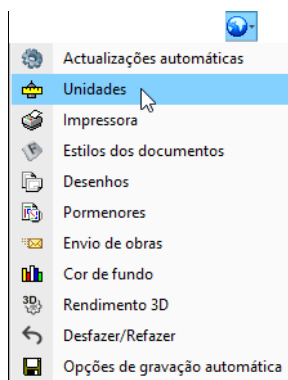 Actualizações automáticas
Unidades
Impressora
Estilos dos documentos
Desenhos
Pormenores
Envio de obras
Cor de fundo
3D Rendimento 3D
Desfazer/Refazer
Opções de gravação automática